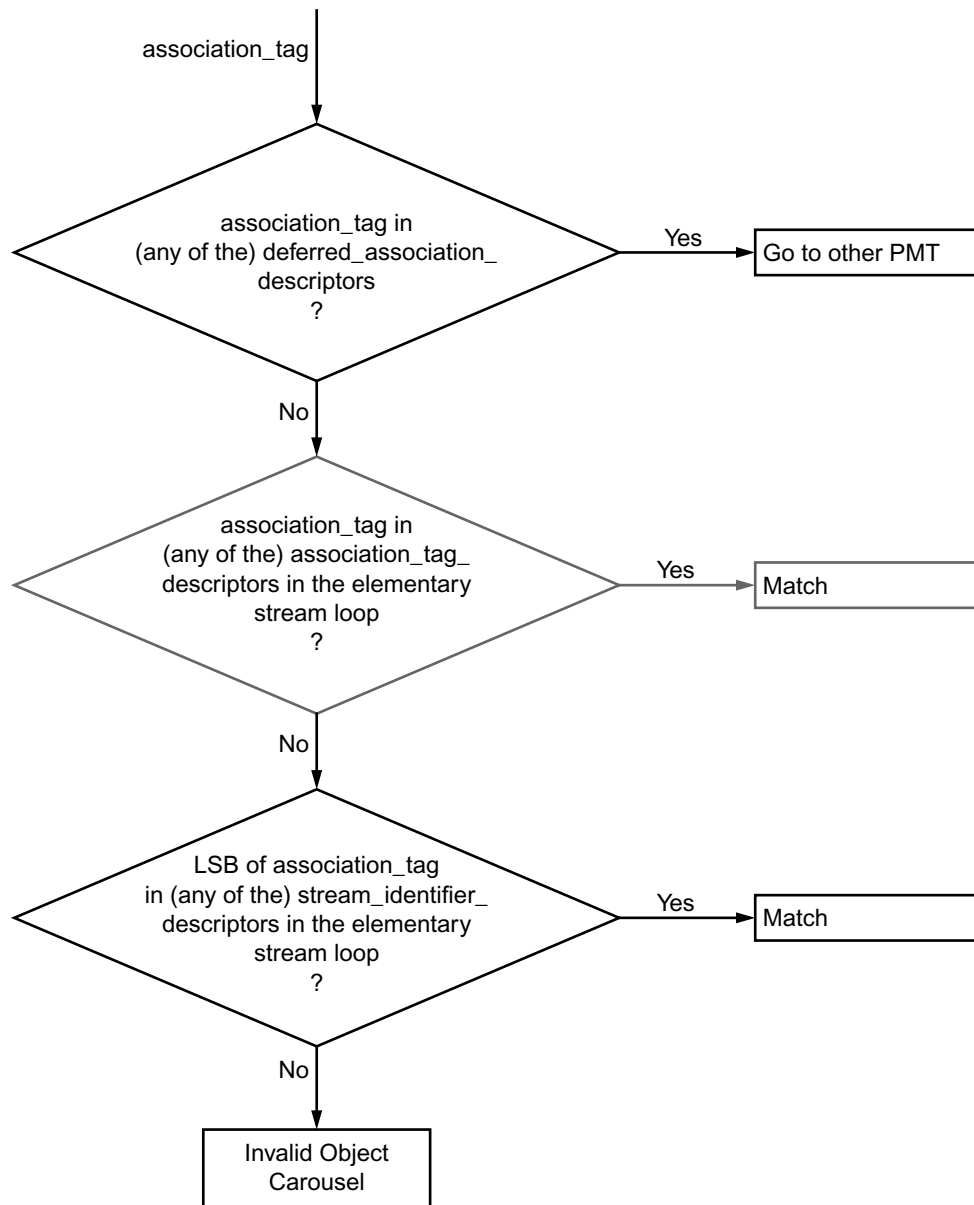 association_tag
association_tag in
(any of the) deferred_association_
descriptors
?
Yes
Go to other PMT
No
association_tag in
(any of the) association_tag_
descriptors in the elementary
stream loop
?
Yes
Match
No
LSB of association_tag
in (any of the) stream_identifier_
descriptors in the elementary
stream loop
?
Yes
Match
No
Invalid Object
Carousel